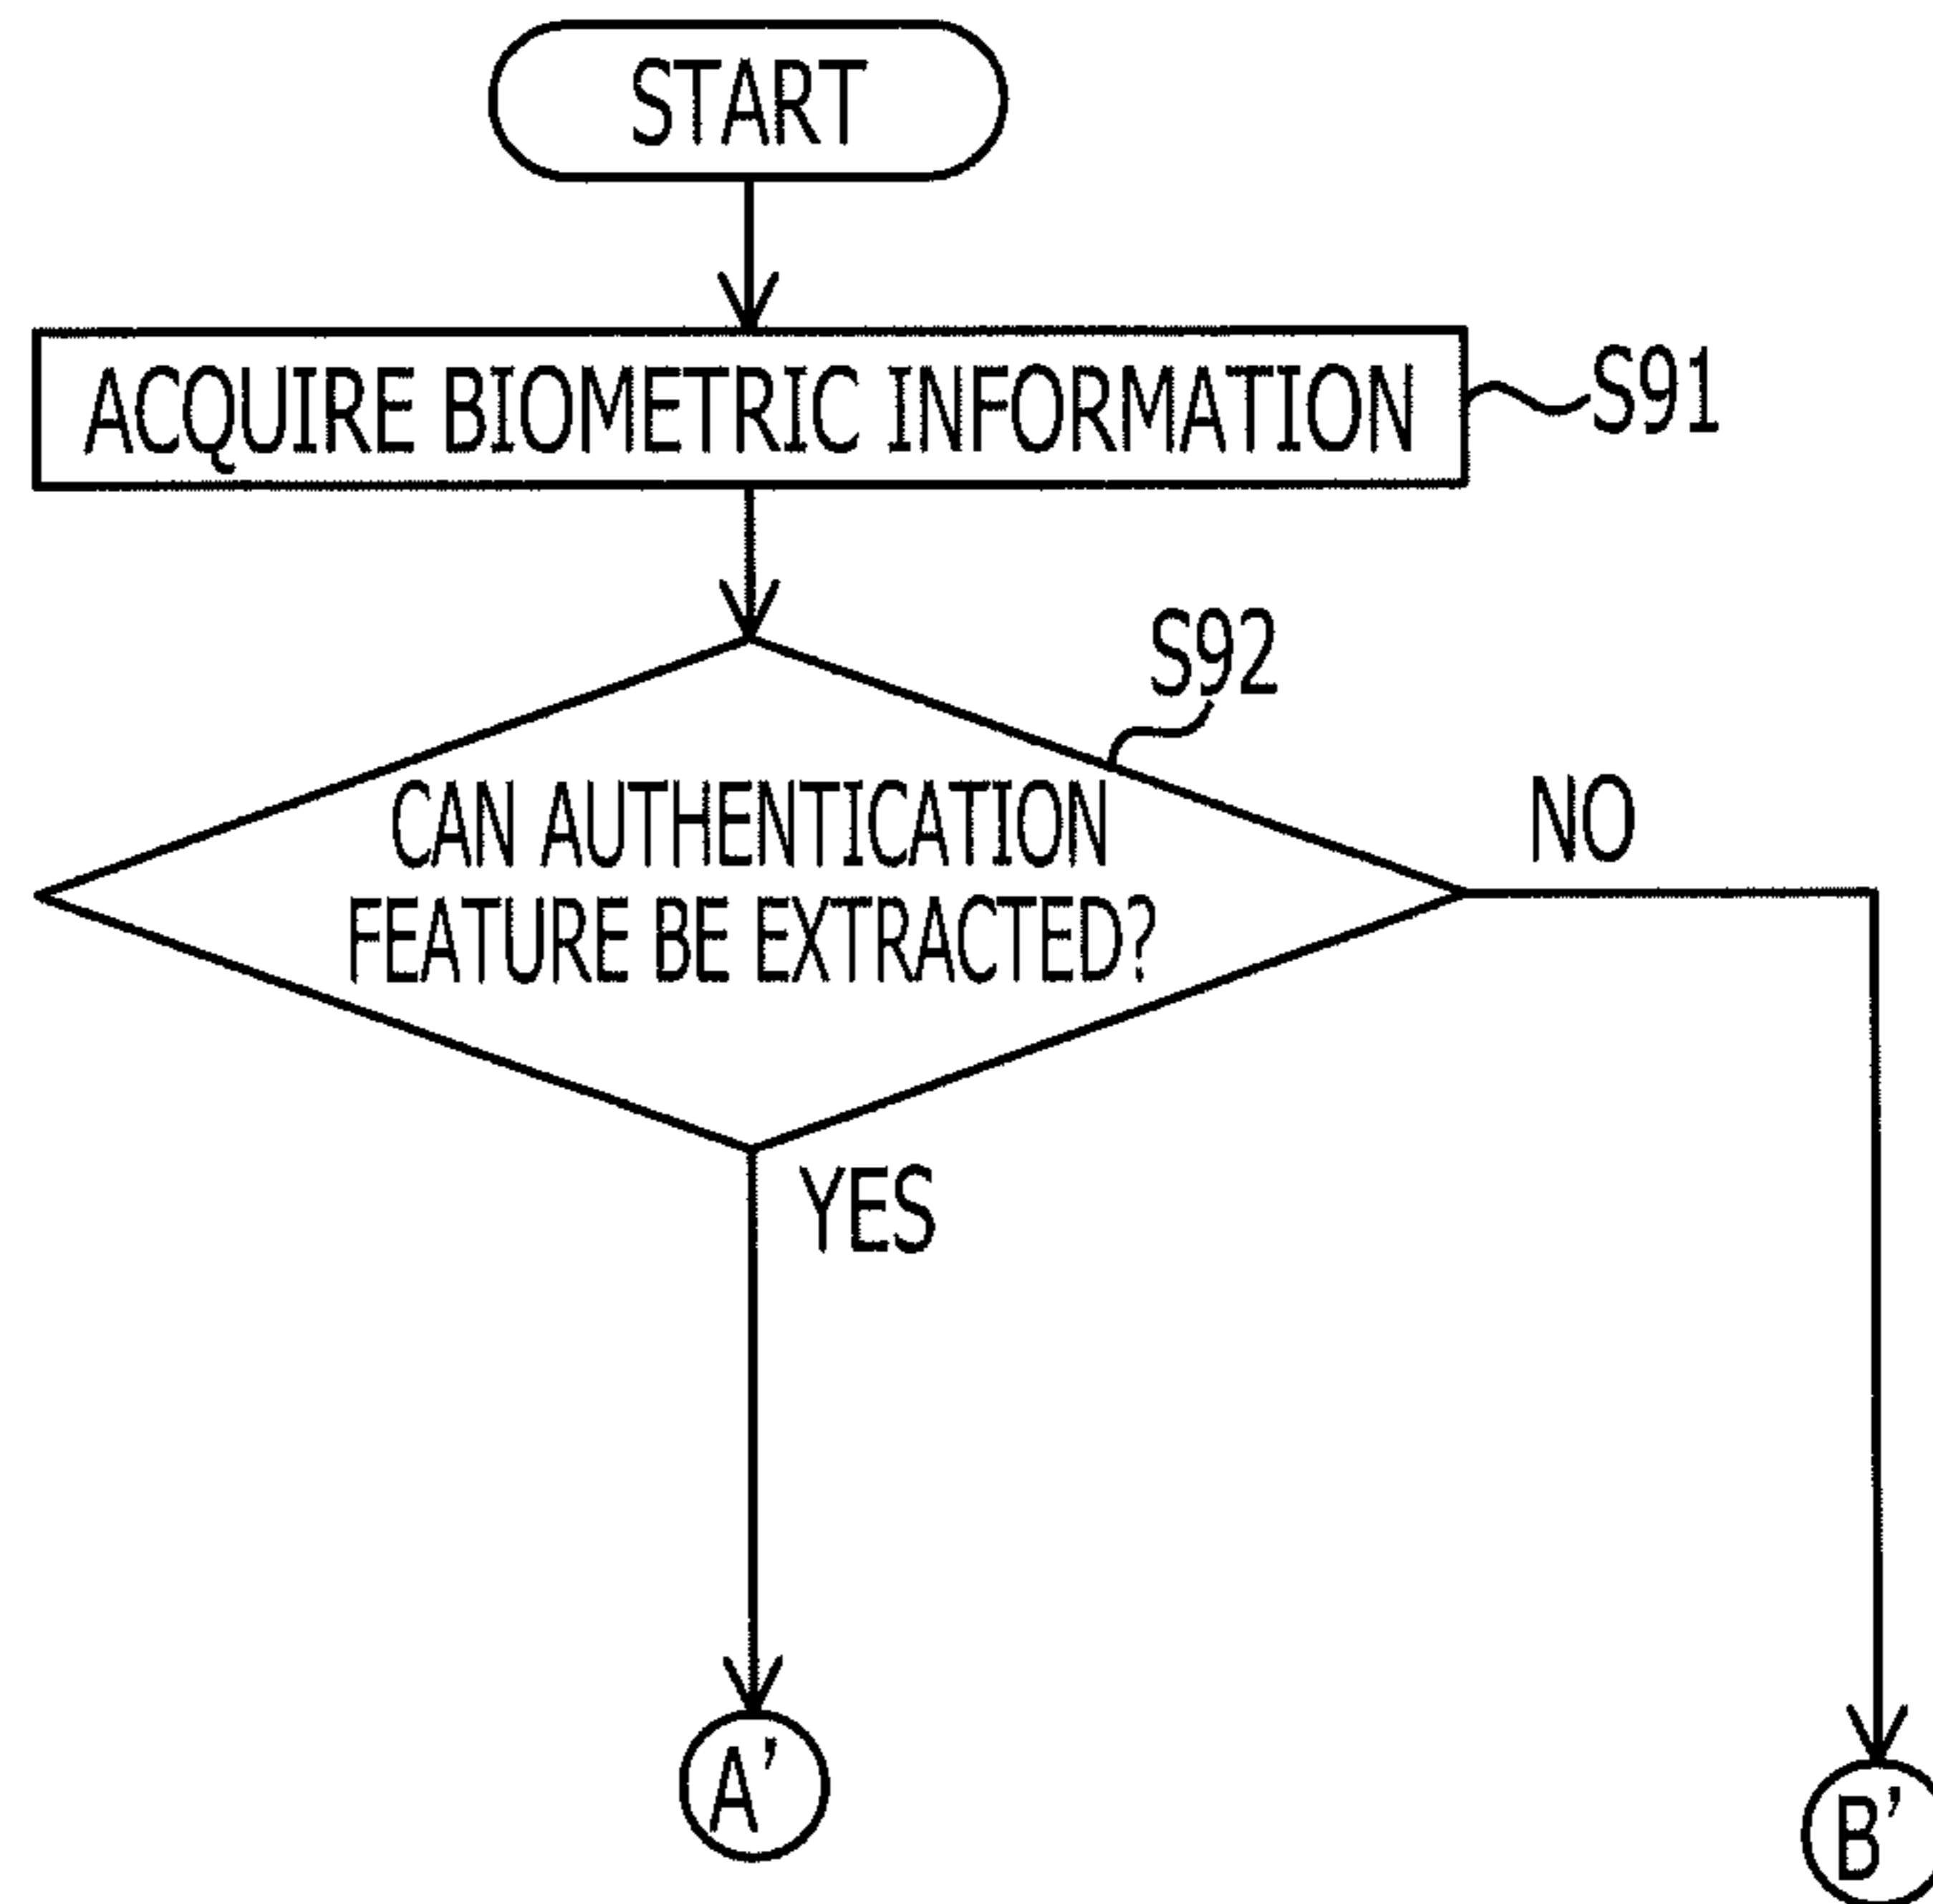 START
ACQUIRE BIOMETRIC INFORMATION
S91
S92
CAN AUTHENTICATION
FEATURE BE EXTRACTED?
NO
YES
A'
B'